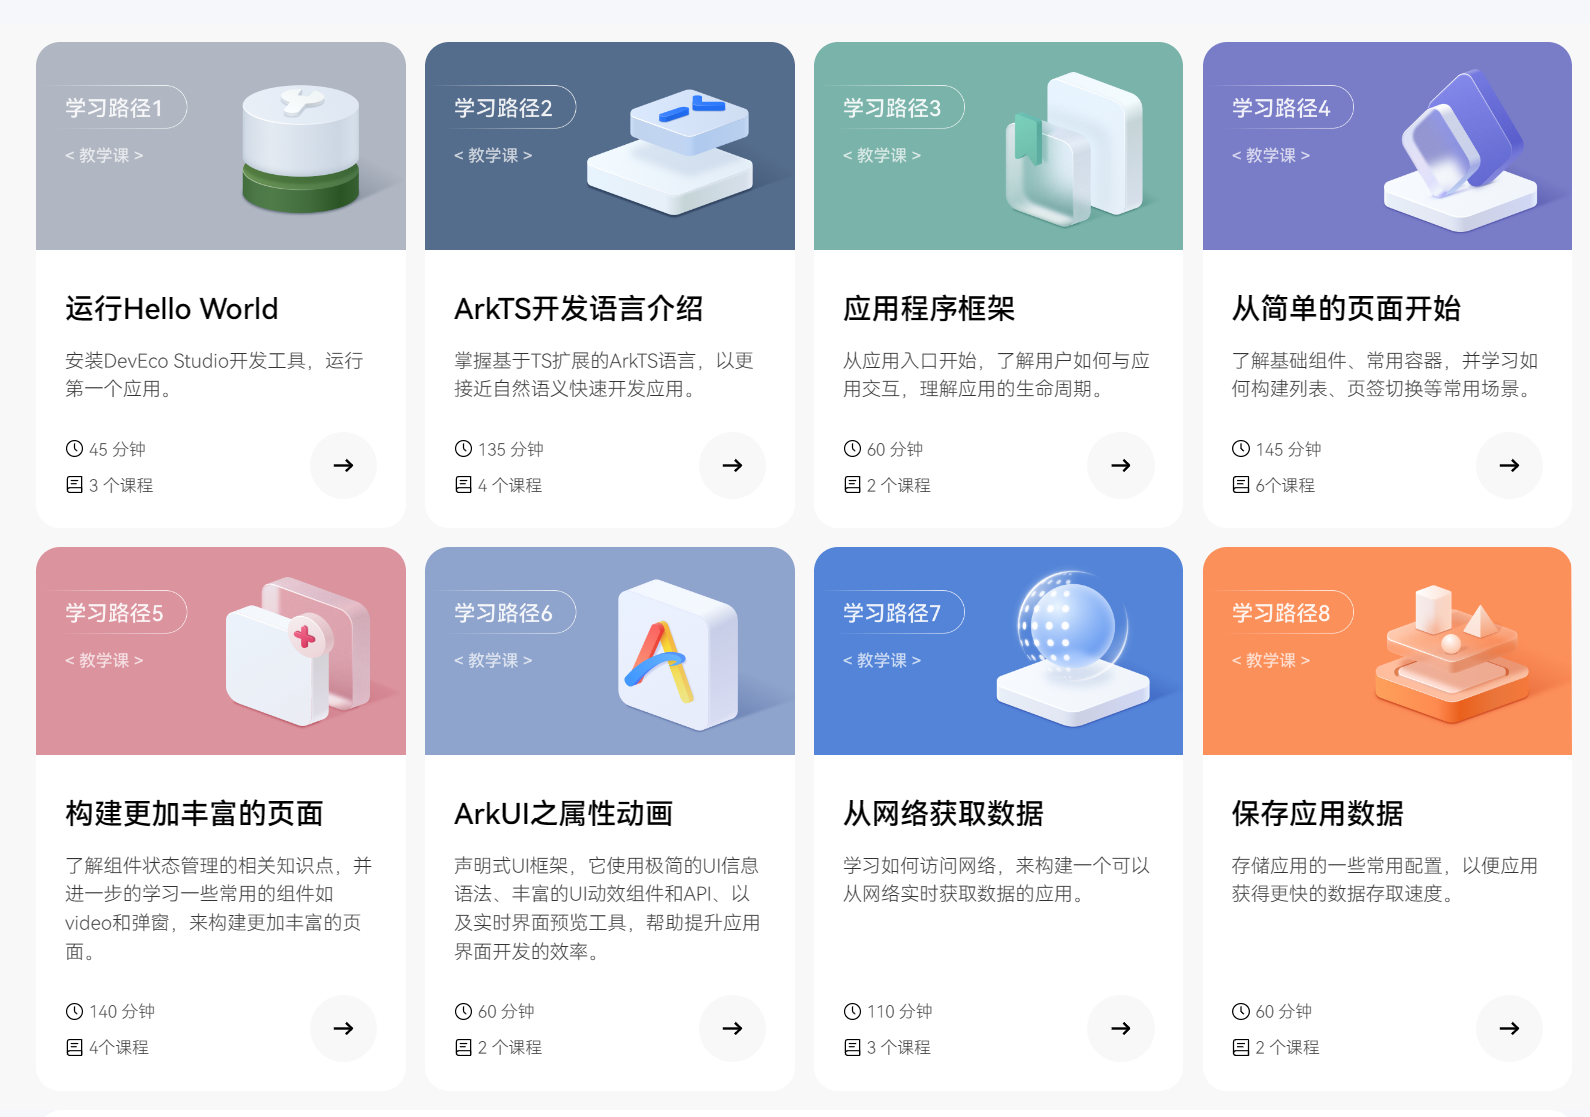 学习路径1
< 教学课 >
运行Hello World
安装DevEco Studio开发工具，运行
第一个应用。
45 分钟
3 个课程
学习路径2
< 教学课 >
ArkTS开发语言介绍
掌握基于TS扩展的ArkTS语言，以更
接近自然语义快速开发应用。
135 分钟
4 个课程
学习路径3
< 教学课 >
应用程序框架
从应用入口开始，了解用户如何与应
用交互，理解应用的生命周期。
60 分钟
2 个课程
学习路径4
< 教学课 >
从简单的页面开始
了解基础组件、常用容器，并学习如
何构建列表、页签切换等常用场景。
145 分钟
6个课程
学习路径5
< 教学课 >
构建更加丰富的页面
了解组件状态管理的相关知识点，并
进一步的学习一些常用的组件如
video和弹窗，来构建更加丰富的页
面。
140 分钟
4个课程
学习路径6
< 教学课 >
ArkUI之属性动画
声明式UI框架，它使用极简的UI信息
语法、丰富的UI动效组件和API、以
及实时界面预览工具，帮助提升应用
界面开发的效率。
60 分钟
2 个课程
学习路径7
< 教学课 >
从网络获取数据
学习如何访问网络，来构建一个可以
从网络实时获取数据的应用。
110 分钟
3 个课程
学习路径8
< 教学课 >
保存应用数据
存储应用的一些常用配置，以便应用
获得更快的数据存取速度。
60 分钟
2 个课程